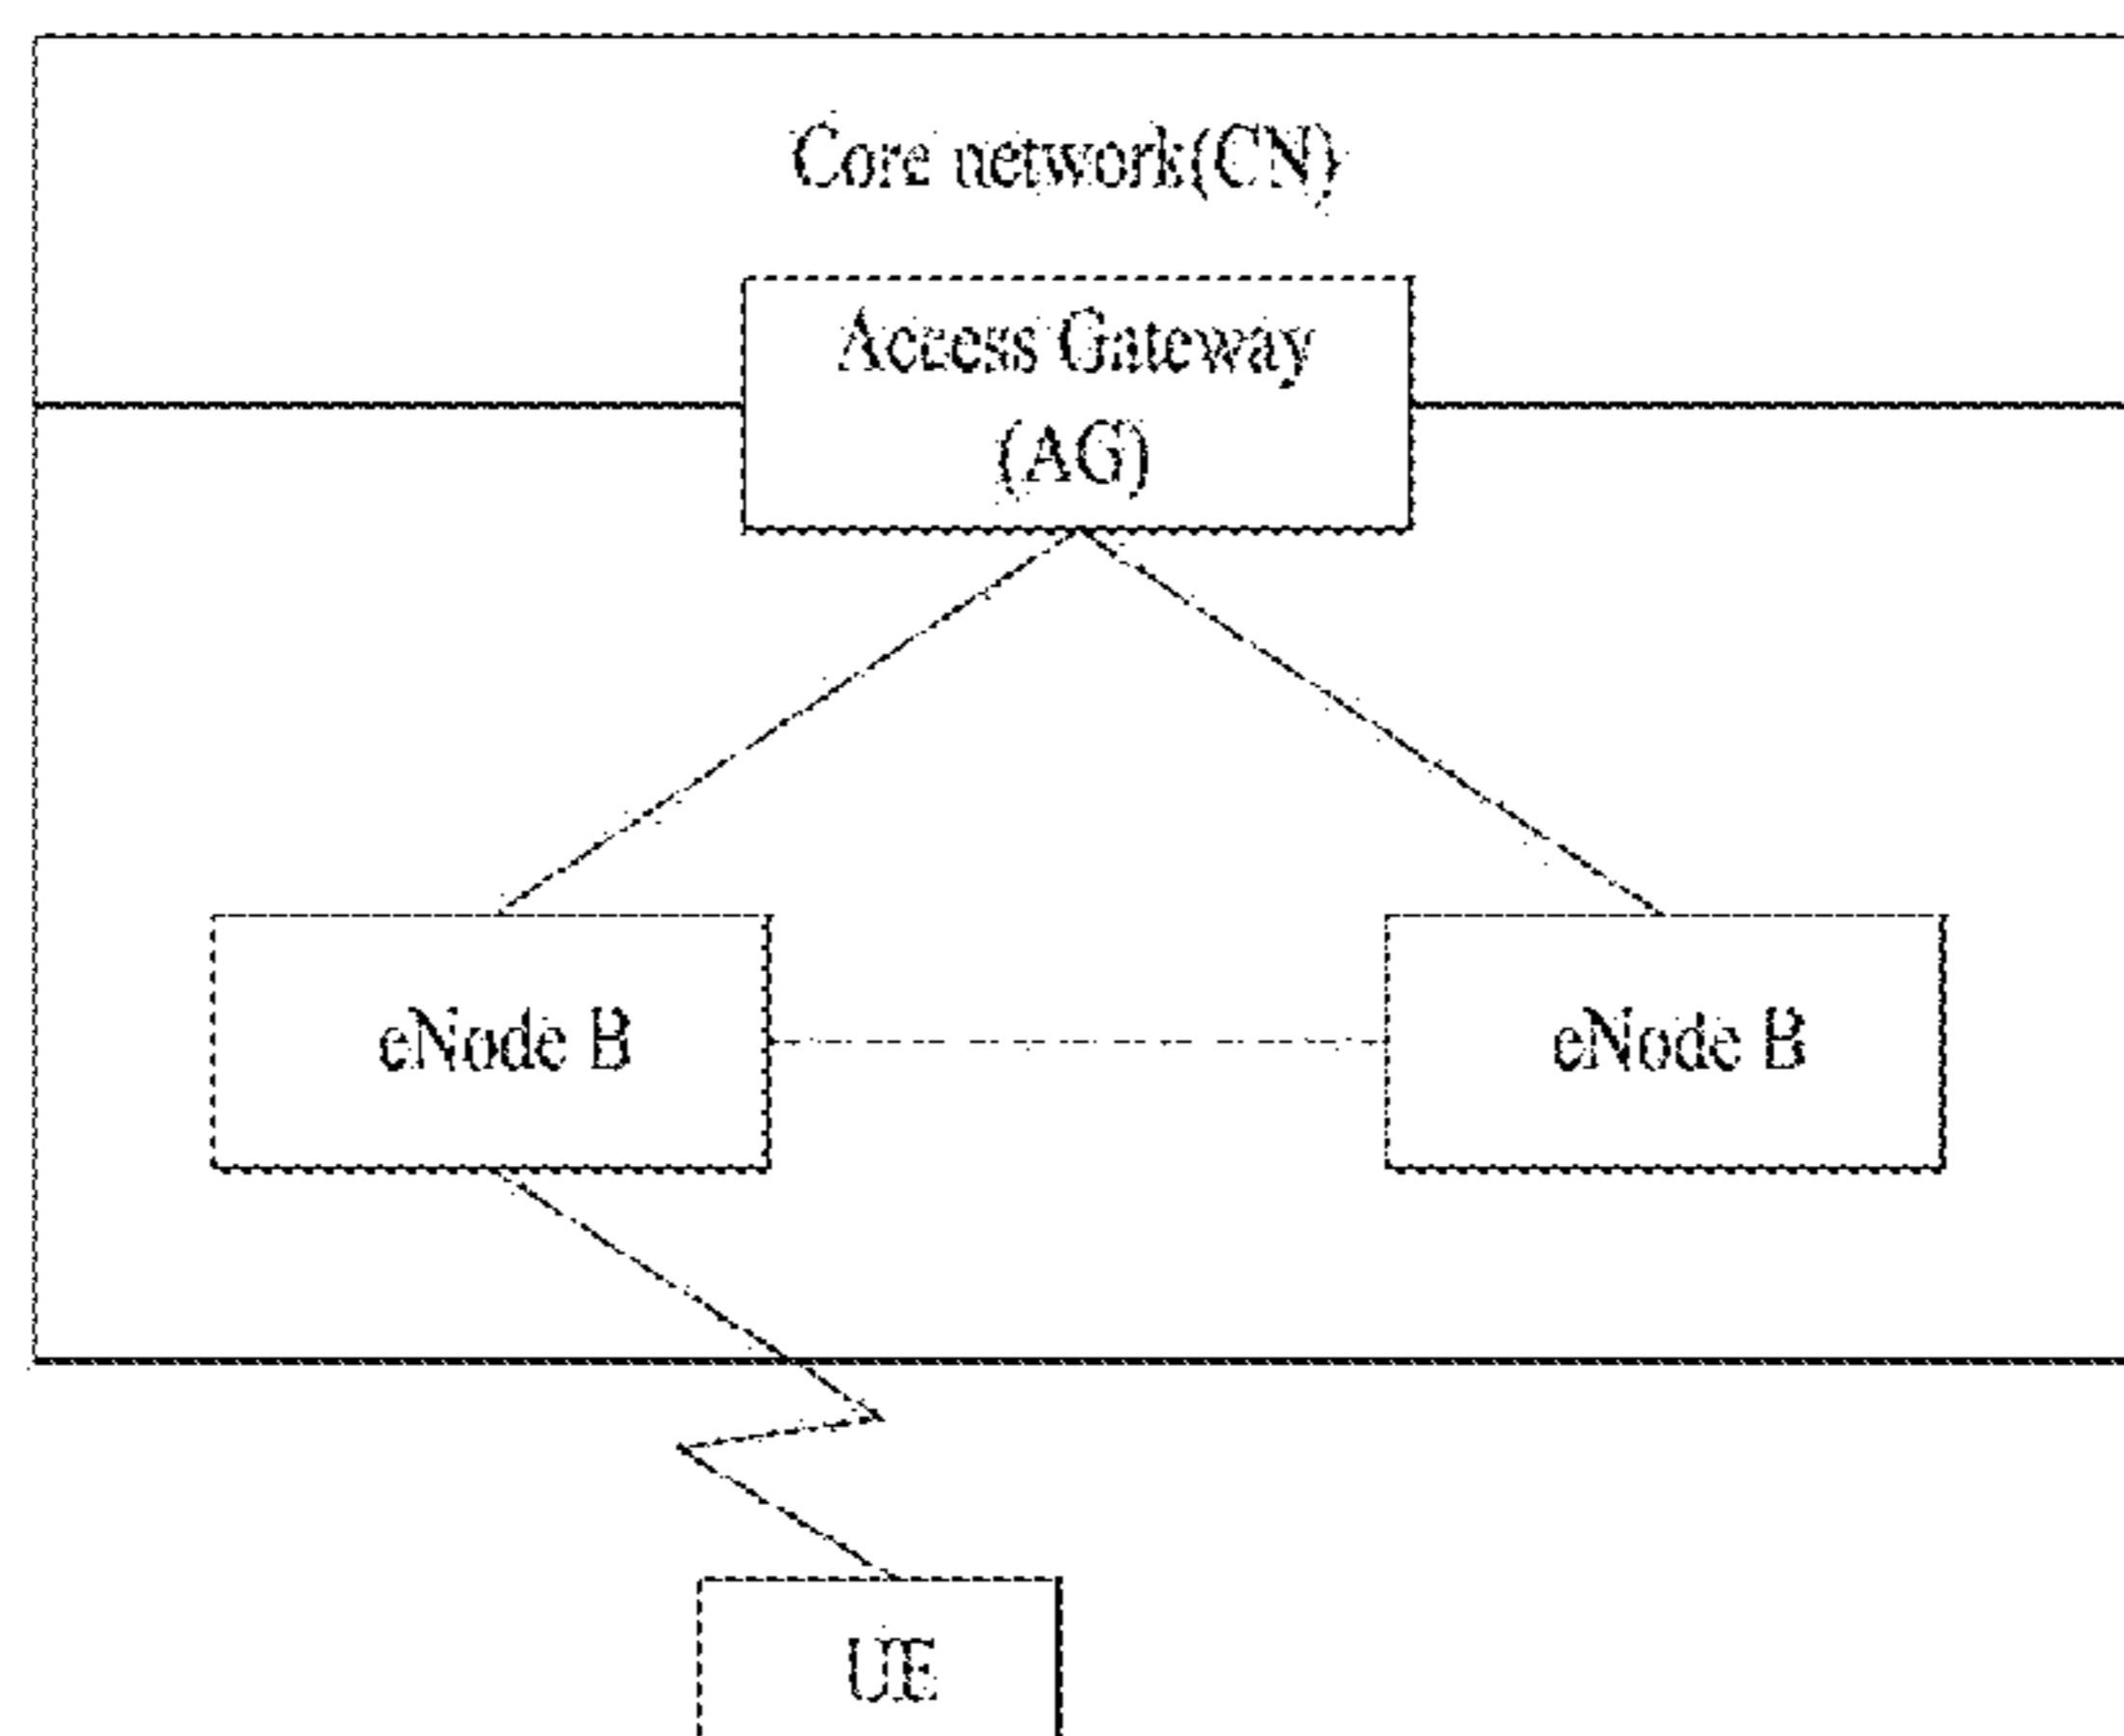 Core network(CN)
Access Gateway
(AG)
eNode B
eNode B
UE